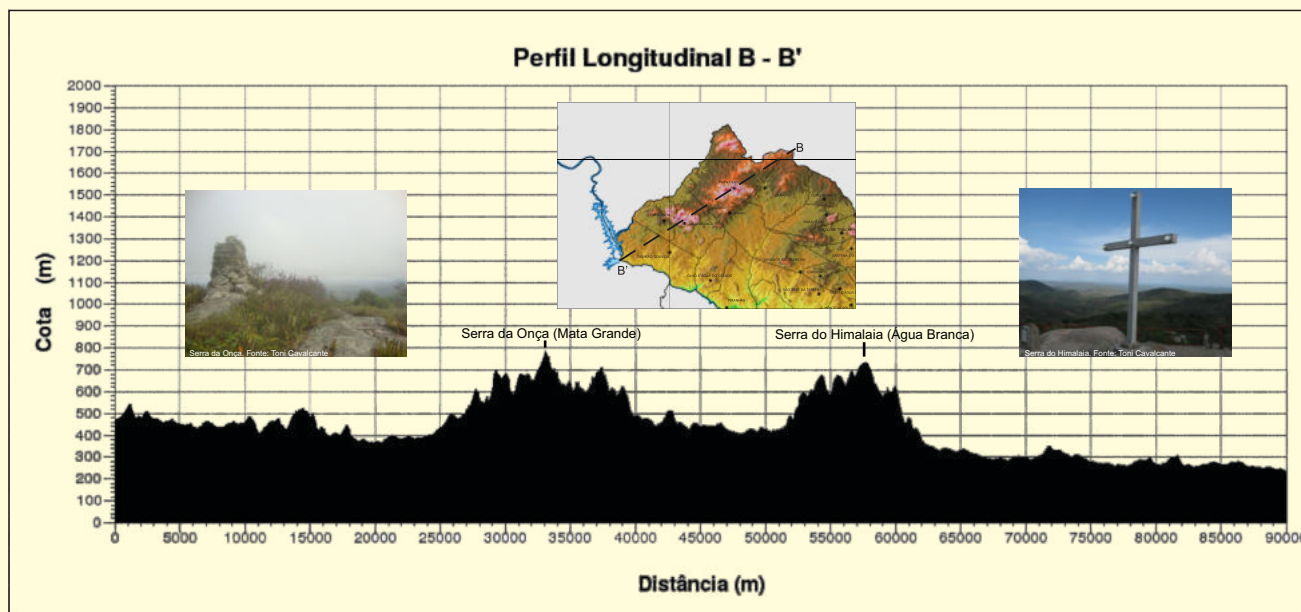 Perfil Longitudinal B - B'
2000
1900
1800
1700
1600
1500
1400
1300
1200
1100
1000
900
800
700
600
500
400
300
200
100
0
Cota (m)
B
B'
Serra da Onça. Fonte: Toni Cavalcante
Serra da Onça (Mata Grande)
Serra do Himalaia (Água Branca)
Serra do Himalaia. Fonte: Toni Cavalcante
0 5000 10000 15000 20000 25000 30000 35000 40000 45000 50000 55000 60000 65000 70000 75000 80000 85000 90000
Distância (m)